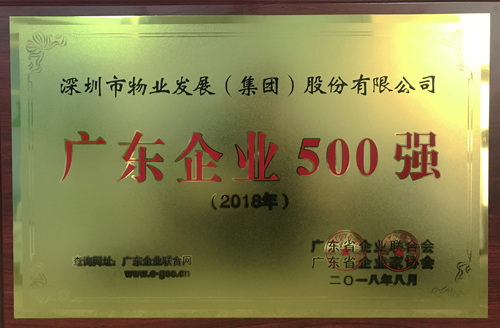 深圳市物业发展（集团）股份有限公司
广东企业500强
（2018年）
查询网址：广东企业联合网
www.e-gec.cn
广东省企业联合会
广东省企业家协会
二〇一八年八月